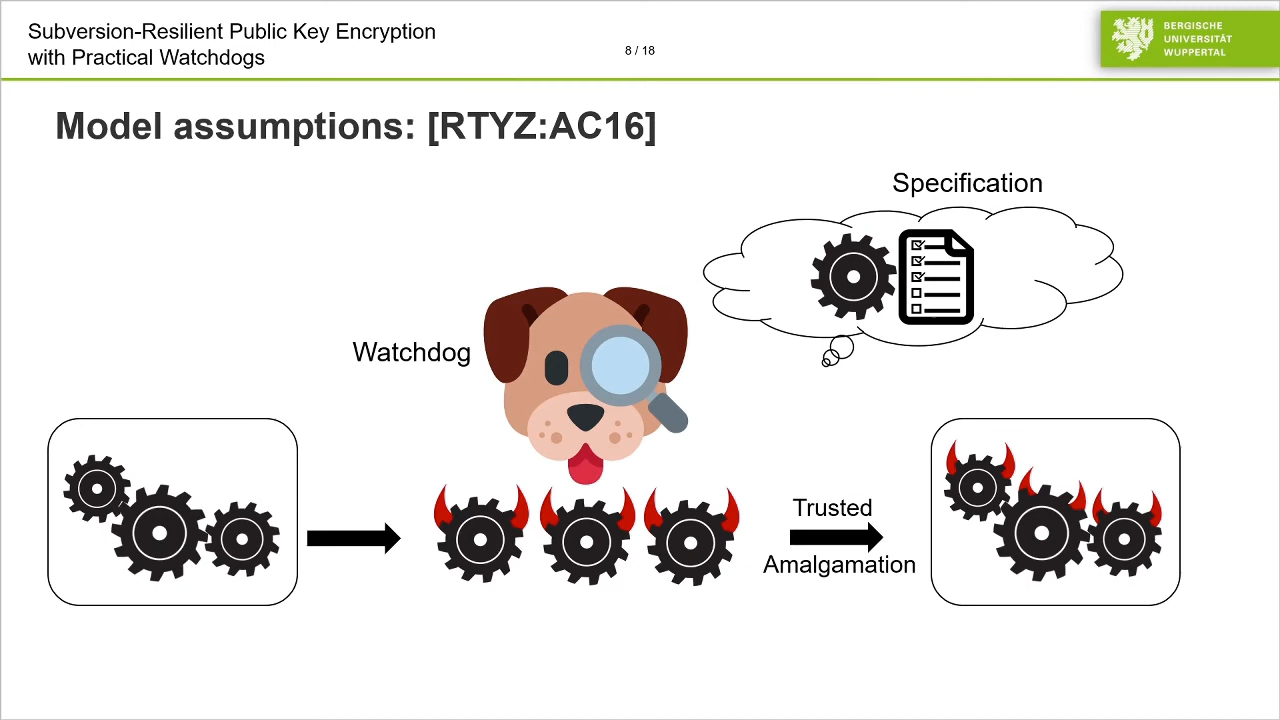 Subversion-Resilient Public Key Encryption
with Practical Watchdogs
8 / 18
BERGISCHE
UNIVERSITÄT
WUPPERTAL
Model assumptions: [RTYZ:AC16]
Specification
Watchdog
Trusted
Amalgamation